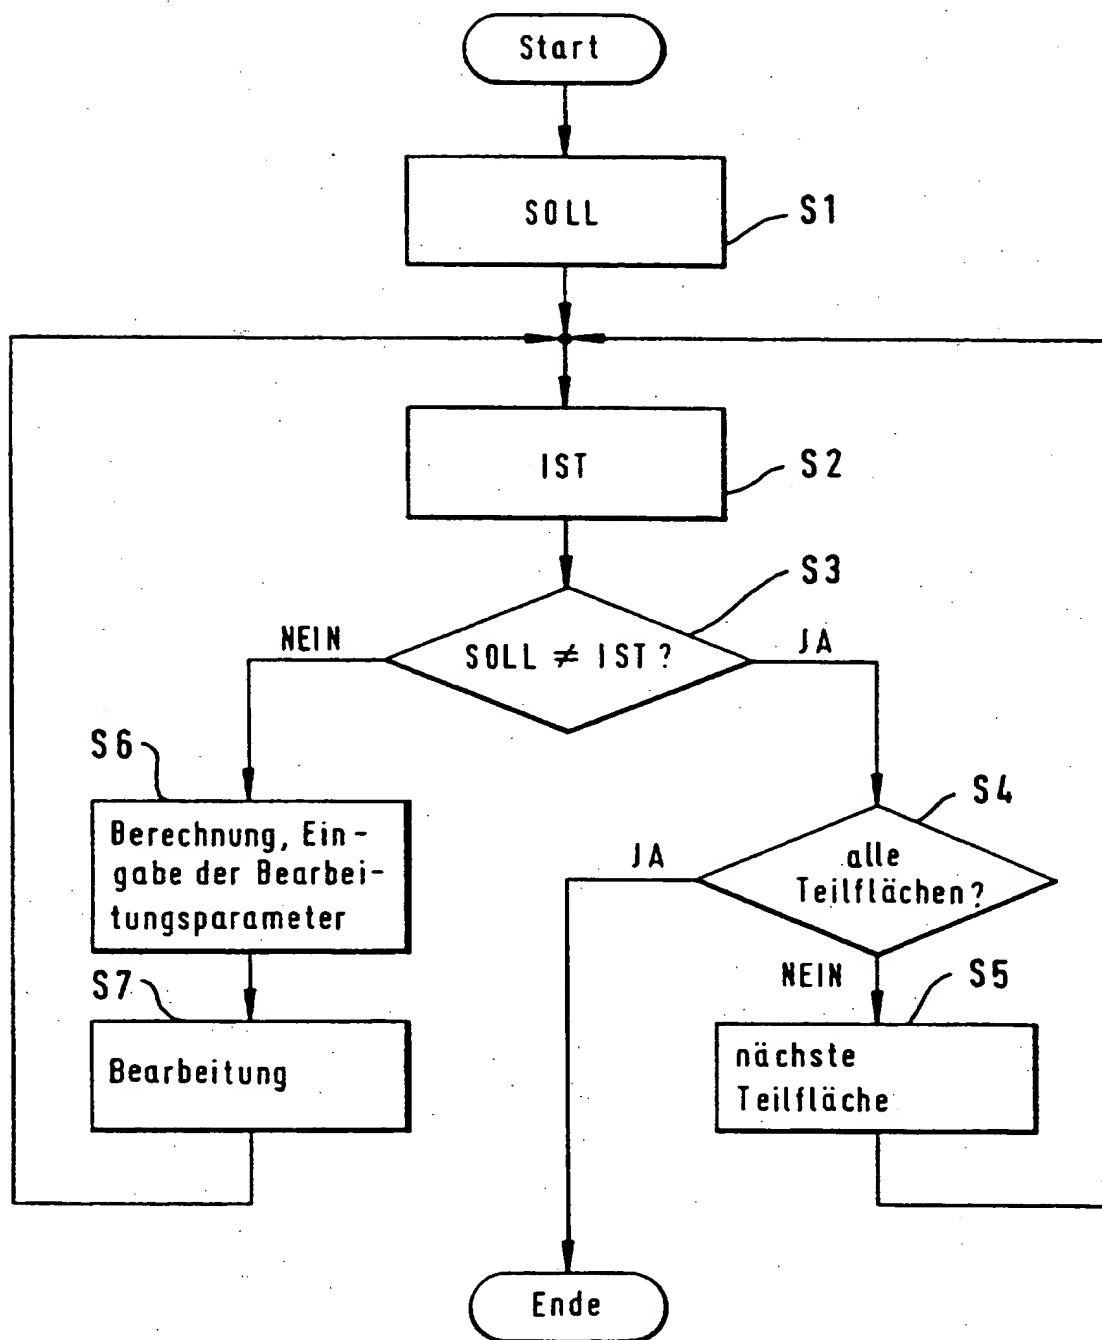 Start
SOLL
S1
IST
S2
S3
NEIN
SOLL ≠ IST?
JA
S6
Berechnung, Ein-
gabe der Bearbei-
tungsparameter
S4
JA
alle
Teilflächen?
NEIN
S5
S7
Bearbeitung
nächste
Teilfläche
Ende